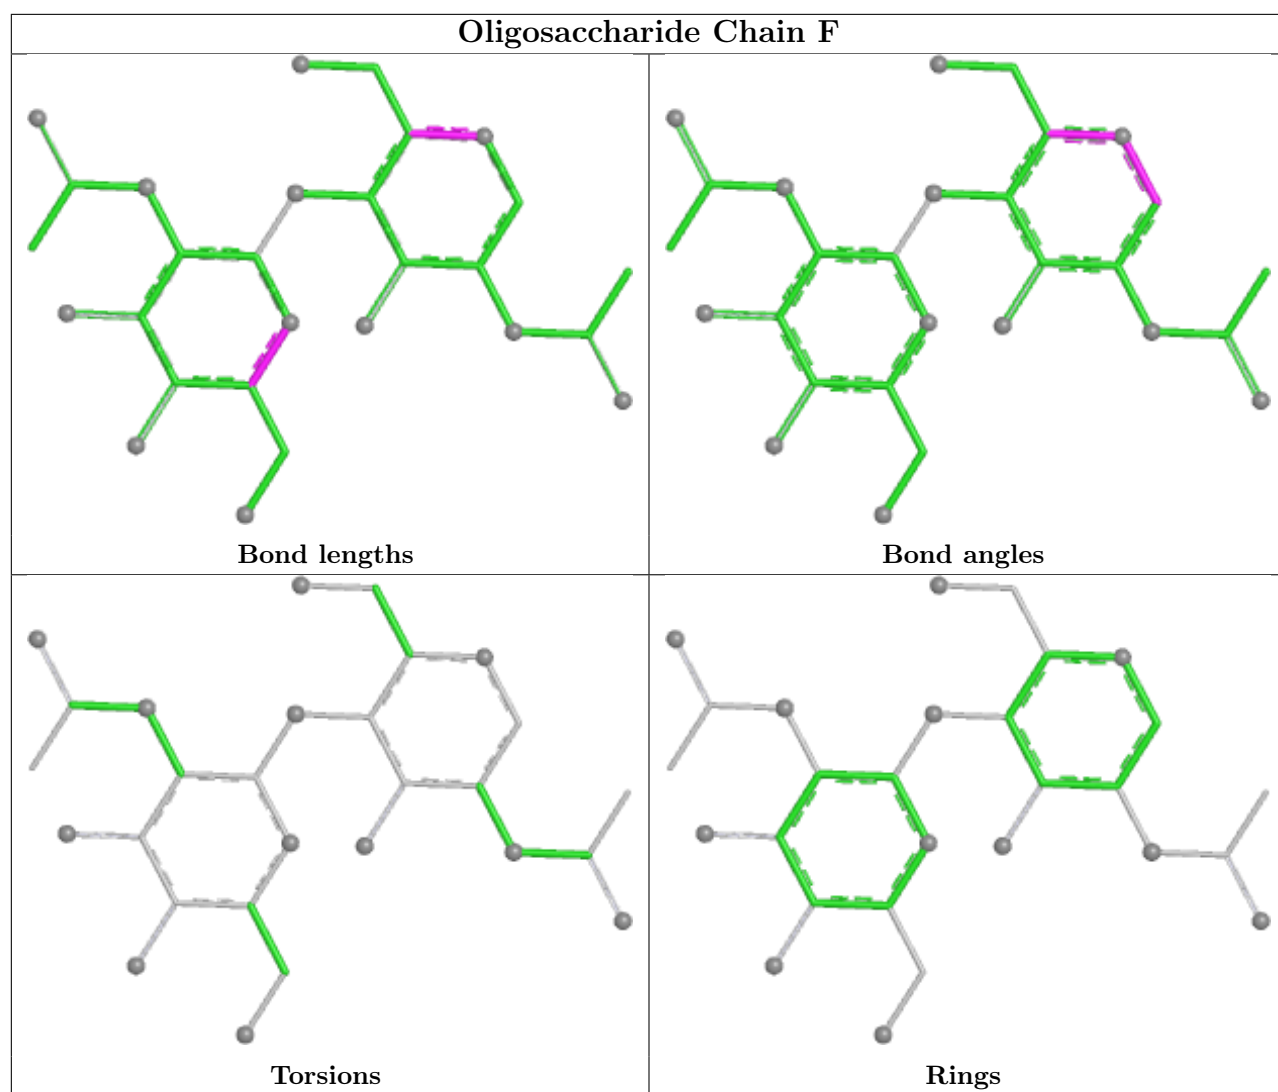 Oligosaccharide Chain F
Bond lengths
Bond angles
Torsions
Rings